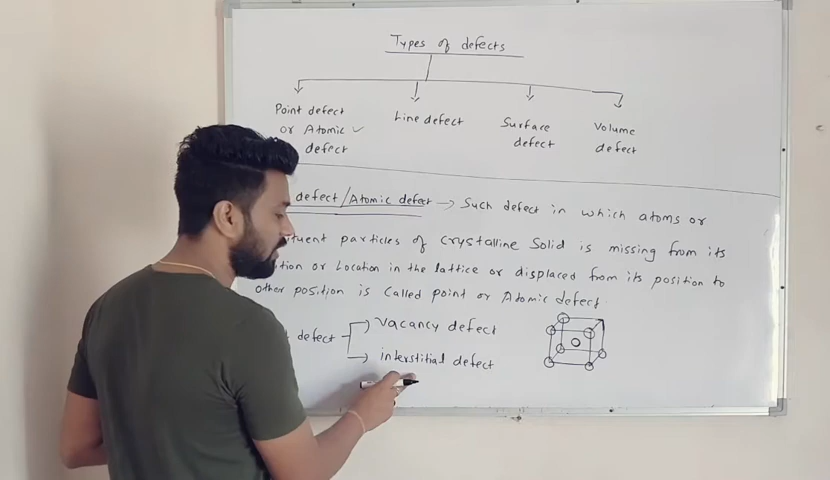 Types of defects
Point defect
or Atomic ✓
defect
Line defect
Surface
defect
Volume
defect
defect/Atomic defect → Such defect in which atoms or
particles of Crystalline Solid is missing from its
or Location in the lattice or displaced from its position to
other position is Called point or Atomic defect.
defect
Vacancy defect
interstitial defect